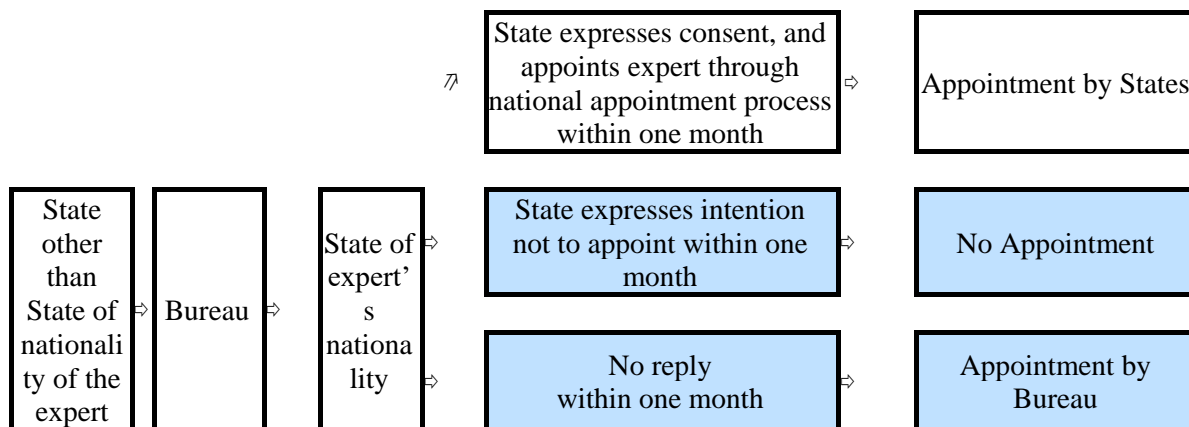 State expresses consent, and
appoints expert through
national appointment process
within one month
Appointment by States
State
other
than
State of
nationali
ty of the
expert
Bureau
State of
expert’
s
nationa
lity
State expresses intention
not to appoint within one
month
No Appointment
No reply
within one month
Appointment by
Bureau